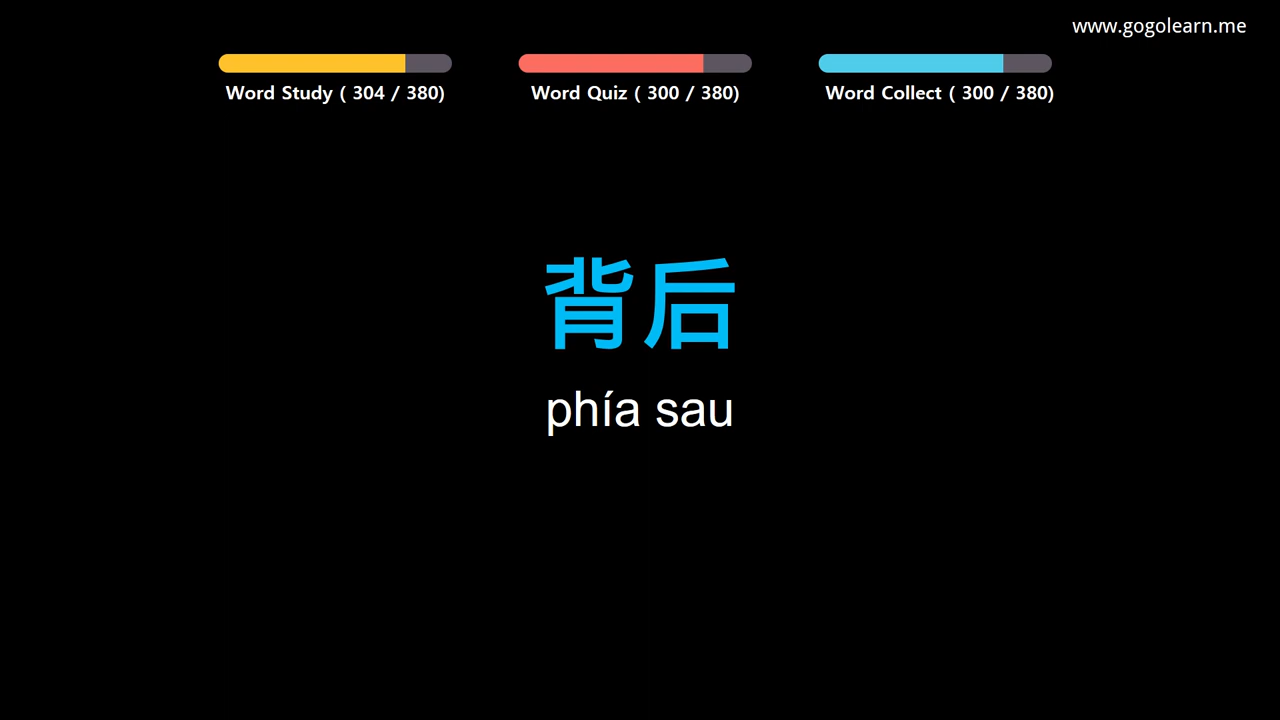 www.gogolearn.me
Word Study ( 304 / 380)
Word Quiz ( 300 / 380)
Word Collect ( 300 / 380)
背后
phía sau